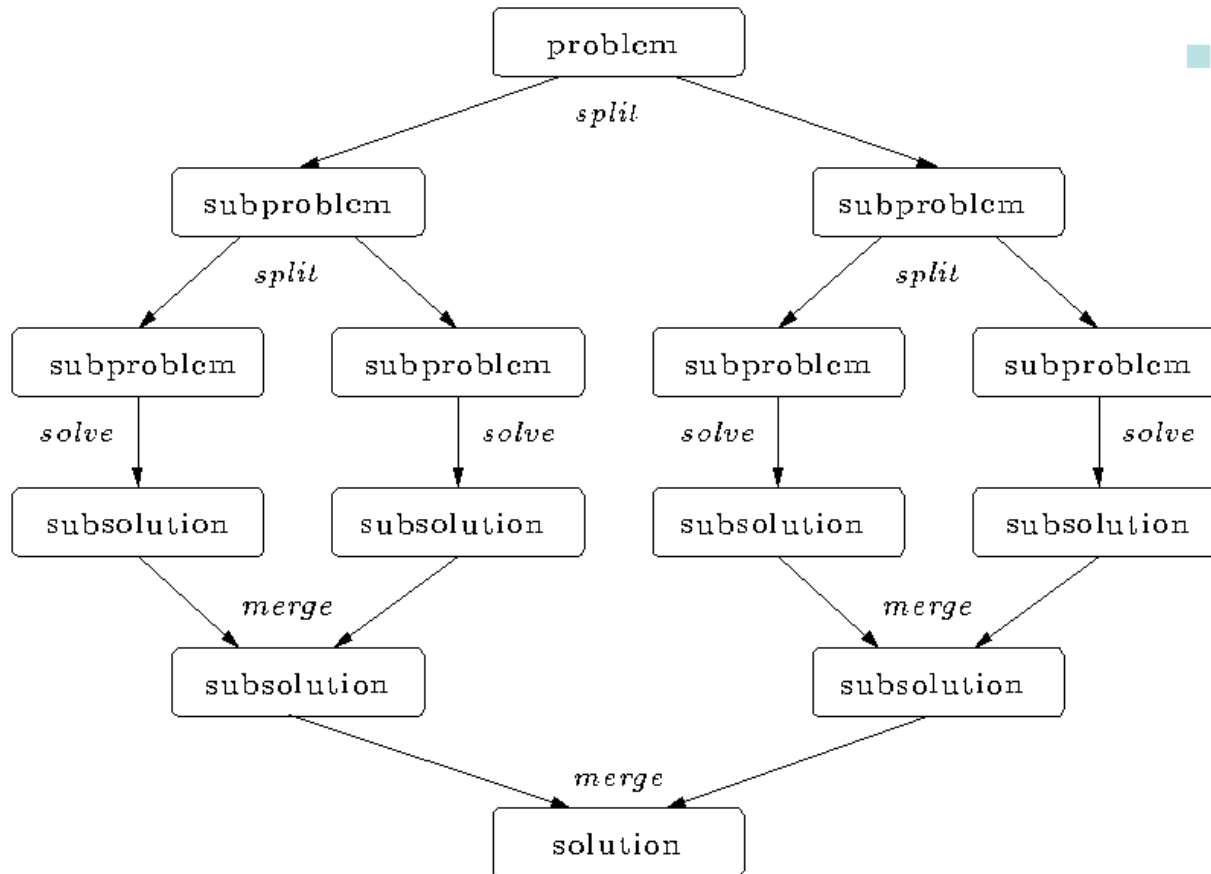 problem
split
subproblem subproblem
split split
subproblem subproblem subproblem subproblem
solve solve solve solve
subsolution subsolution subsolution subsolution
merge merge
subsolution subsolution
merge
solution